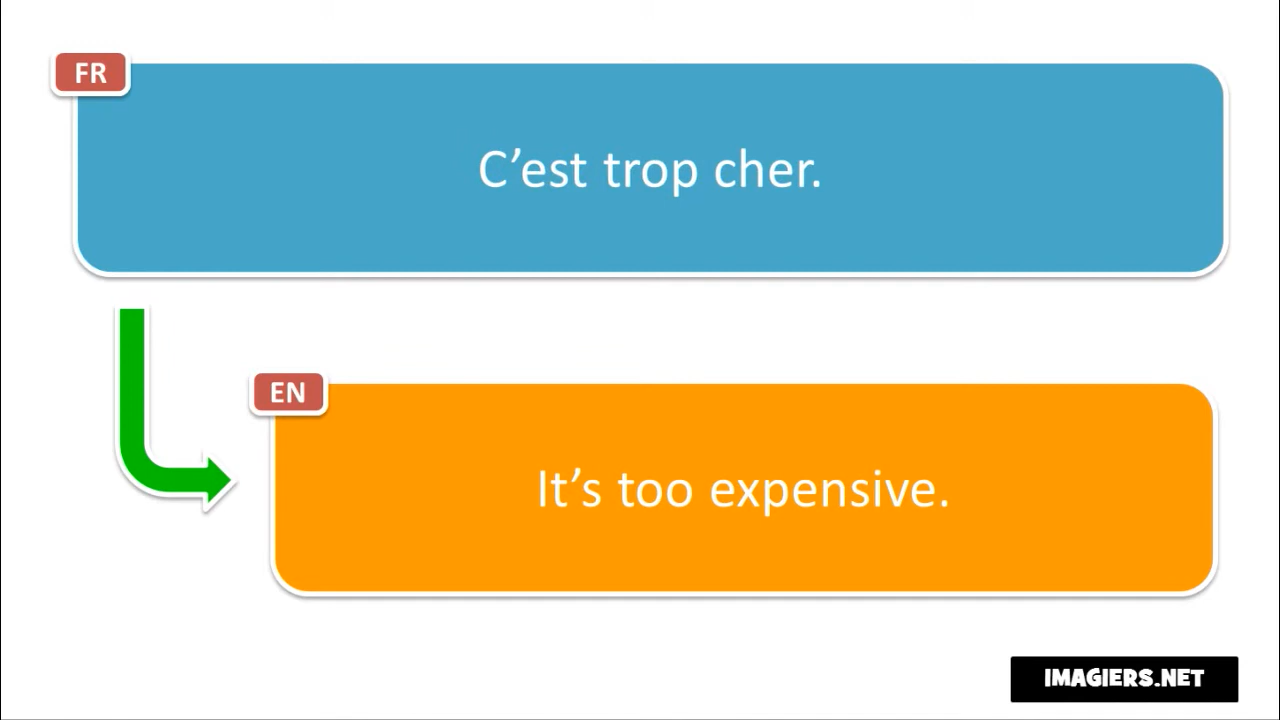 FR
C’est trop cher.
EN
It’s too expensive.
IMAGIERS.NET